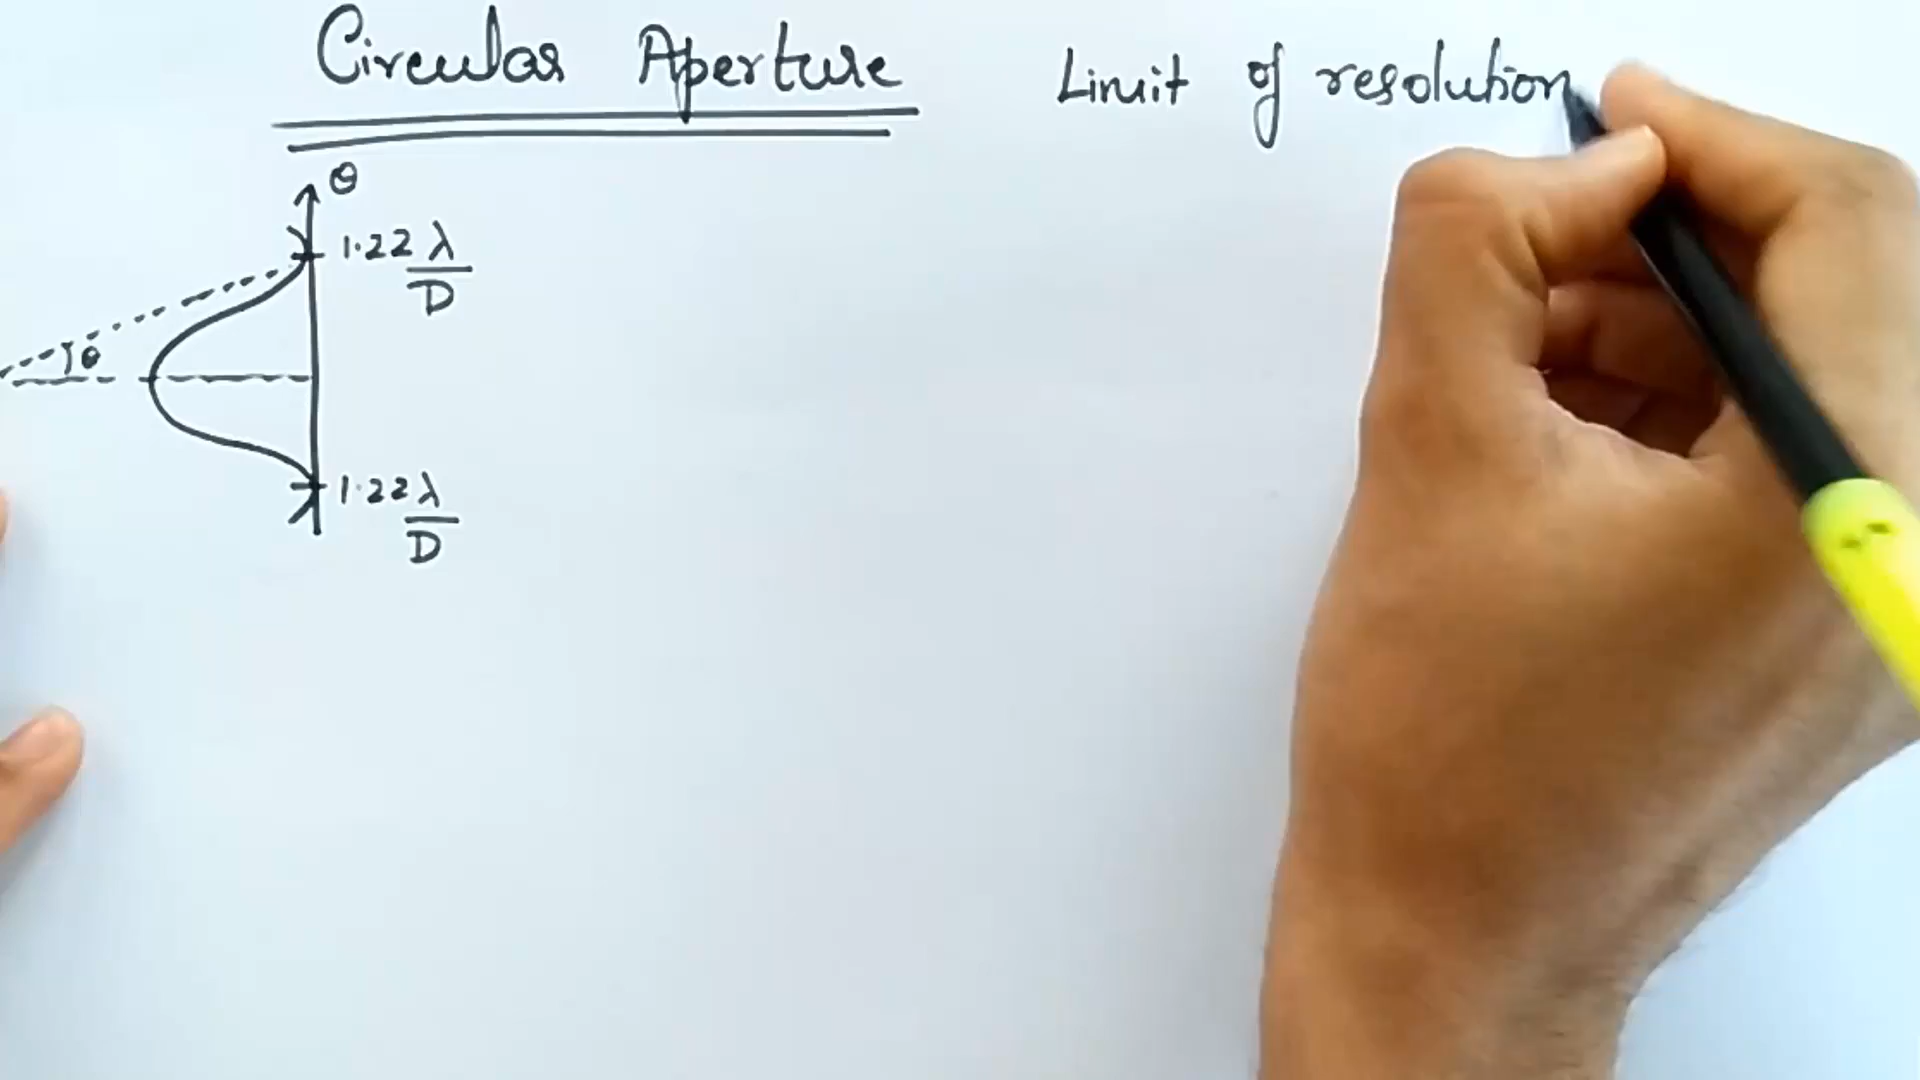 Circular Aperture
Limit of resolution
θ
1.22 λ/D
θ
1.22 λ/D